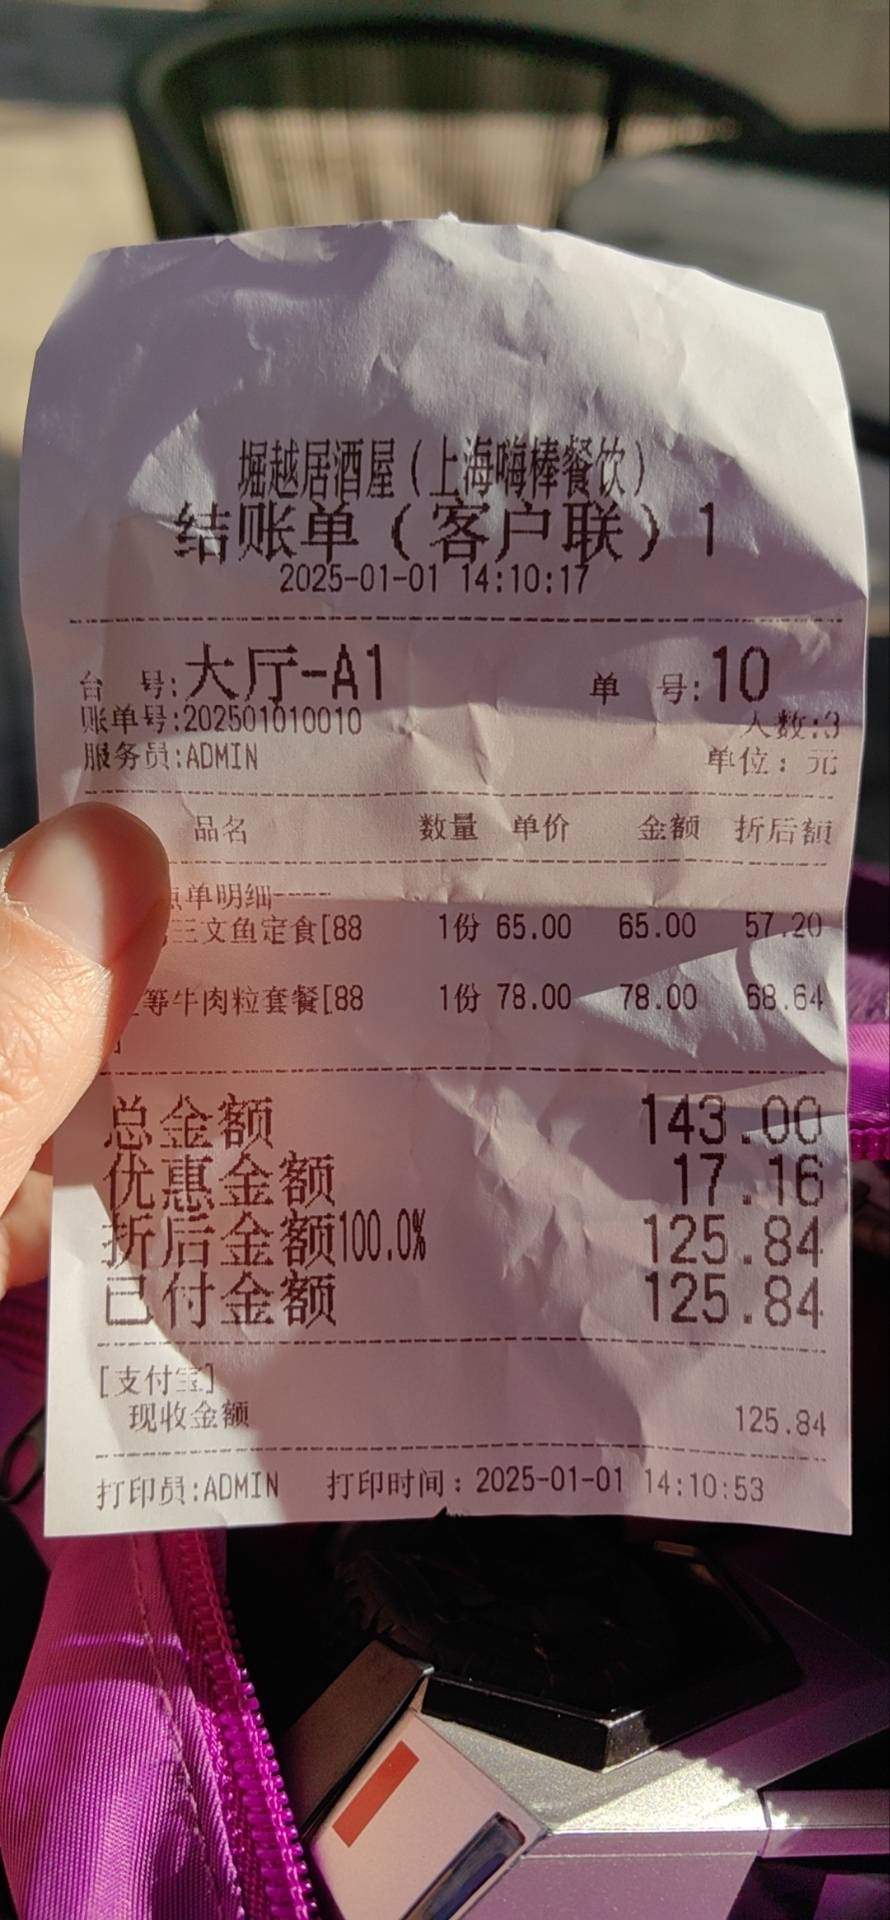 堀越居酒屋（上海嗨棒餐饮）
结账单（客户联）1
2025-01-01 14:10:17
台 号:大厅-A1 单 号:10
账单号:202501010010 人数:3
服务员:ADMIN 单位：元
品名 数量 单价 金额 折后额
点单明细----
三文鱼定食[88 1份 65.00 65.00 57.20
等牛肉粒套餐[88 1份 78.00 78.00 68.64
总金额 143.00
优惠金额 17.16
折后金额100.0% 125.84
已付金额 125.84
[支付宝]
现收金额 125.84
打印员:ADMIN 打印时间：2025-01-01 14:10:53